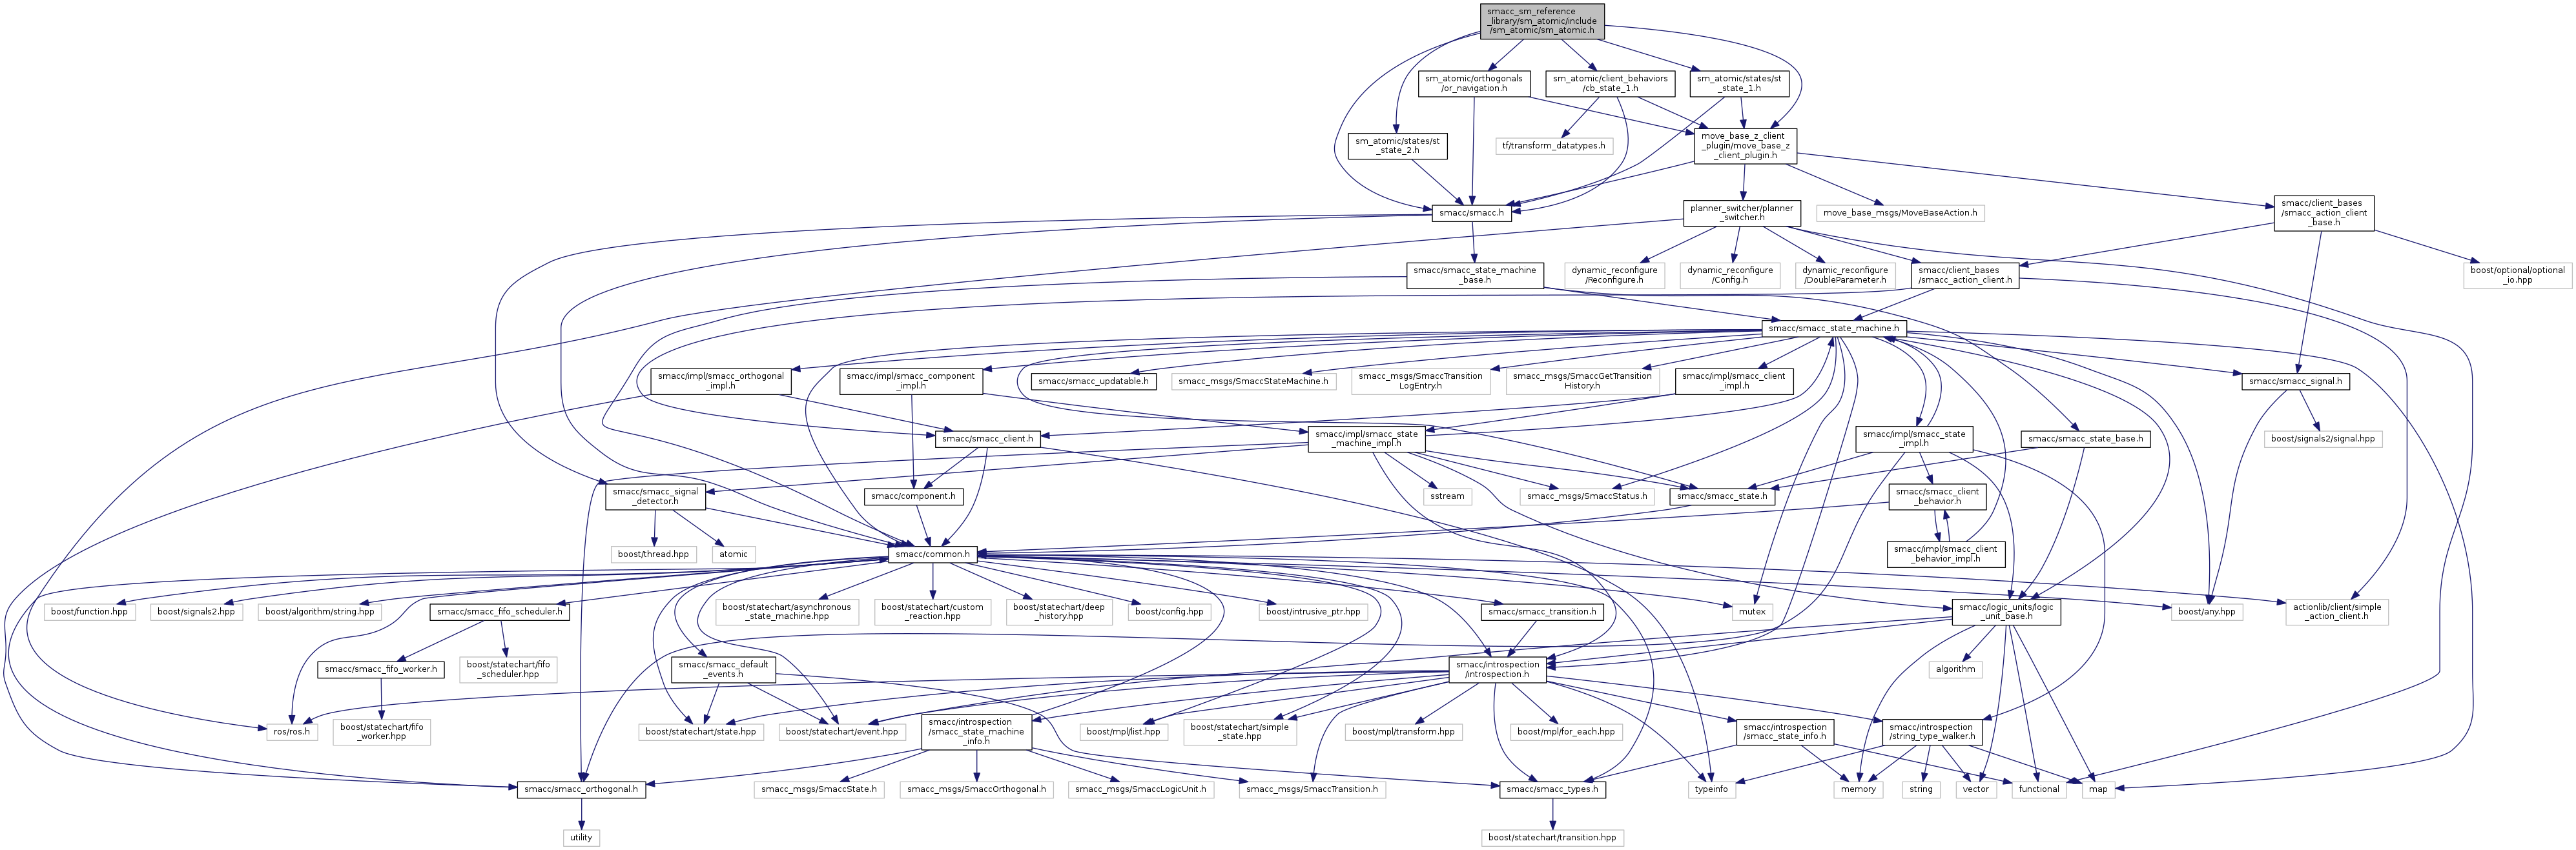 smacc_sm_reference
_library/sm_atomic/include
/sm_atomic/sm_atomic.h
sm_atomic/orthogonals
/or_navigation.h
sm_atomic/client_behaviors
/cb_state_1.h
sm_atomic/states/st
_state_1.h
sm_atomic/states/st
_state_2.h
tf/transform_datatypes.h
move_base_z_client
_plugin/move_base_z
_client_plugin.h
smacc/smacc.h
planner_switcher/planner
_switcher.h
move_base_msgs/MoveBaseAction.h
smacc/client_bases
/smacc_action_client
_base.h
smacc/smacc_state_machine
_base.h
dynamic_reconfigure
/Reconfigure.h
dynamic_reconfigure
/Config.h
dynamic_reconfigure
/DoubleParameter.h
smacc/client_bases
/smacc_action_client.h
boost/optional/optional
_io.hpp
smacc/smacc_state_machine.h
smacc/impl/smacc_orthogonal
_impl.h
smacc/impl/smacc_component
_impl.h
smacc/smacc_updatable.h
smacc_msgs/SmaccStateMachine.h
smacc_msgs/SmaccTransition
LogEntry.h
smacc_msgs/SmaccGetTransition
History.h
smacc/impl/smacc_client
_impl.h
smacc/smacc_signal.h
smacc/smacc_client.h
smacc/impl/smacc_state
_machine_impl.h
smacc/impl/smacc_state
_impl.h
smacc/smacc_state_base.h
boost/signals2/signal.hpp
smacc/smacc_signal
_detector.h
smacc/component.h
sstream
smacc_msgs/SmaccStatus.h
smacc/smacc_state.h
smacc/smacc_client
_behavior.h
boost/thread.hpp
atomic
smacc/common.h
smacc/impl/smacc_client
_behavior_impl.h
boost/function.hpp
boost/signals2.hpp
boost/algorithm/string.hpp
smacc/smacc_fifo_scheduler.h
boost/statechart/asynchronous
_state_machine.hpp
boost/statechart/custom
_reaction.hpp
boost/statechart/deep
_history.hpp
boost/config.hpp
smacc/smacc_transition.h
boost/intrusive_ptr.hpp
mutex
smacc/logic_units/logic
_unit_base.h
boost/any.hpp
actionlib/client/simple
_action_client.h
smacc/smacc_fifo_worker.h
boost/statechart/fifo
_scheduler.hpp
smacc/smacc_default
_events.h
smacc/introspection
/introspection.h
algorithm
ros/ros.h
boost/statechart/fifo
_worker.hpp
boost/statechart/state.hpp
boost/statechart/event.hpp
smacc/introspection
/smacc_state_machine
_info.h
boost/mpl/list.hpp
boost/statechart/simple
_state.hpp
boost/mpl/transform.hpp
boost/mpl/for_each.hpp
smacc/introspection
/smacc_state_info.h
smacc/introspection
/string_type_walker.h
smacc/smacc_orthogonal.h
smacc_msgs/SmaccState.h
smacc_msgs/SmaccOrthogonal.h
smacc_msgs/SmaccLogicUnit.h
smacc_msgs/SmaccTransition.h
smacc/smacc_types.h
typeinfo
memory
string
vector
functional
map
utility
boost/statechart/transition.hpp